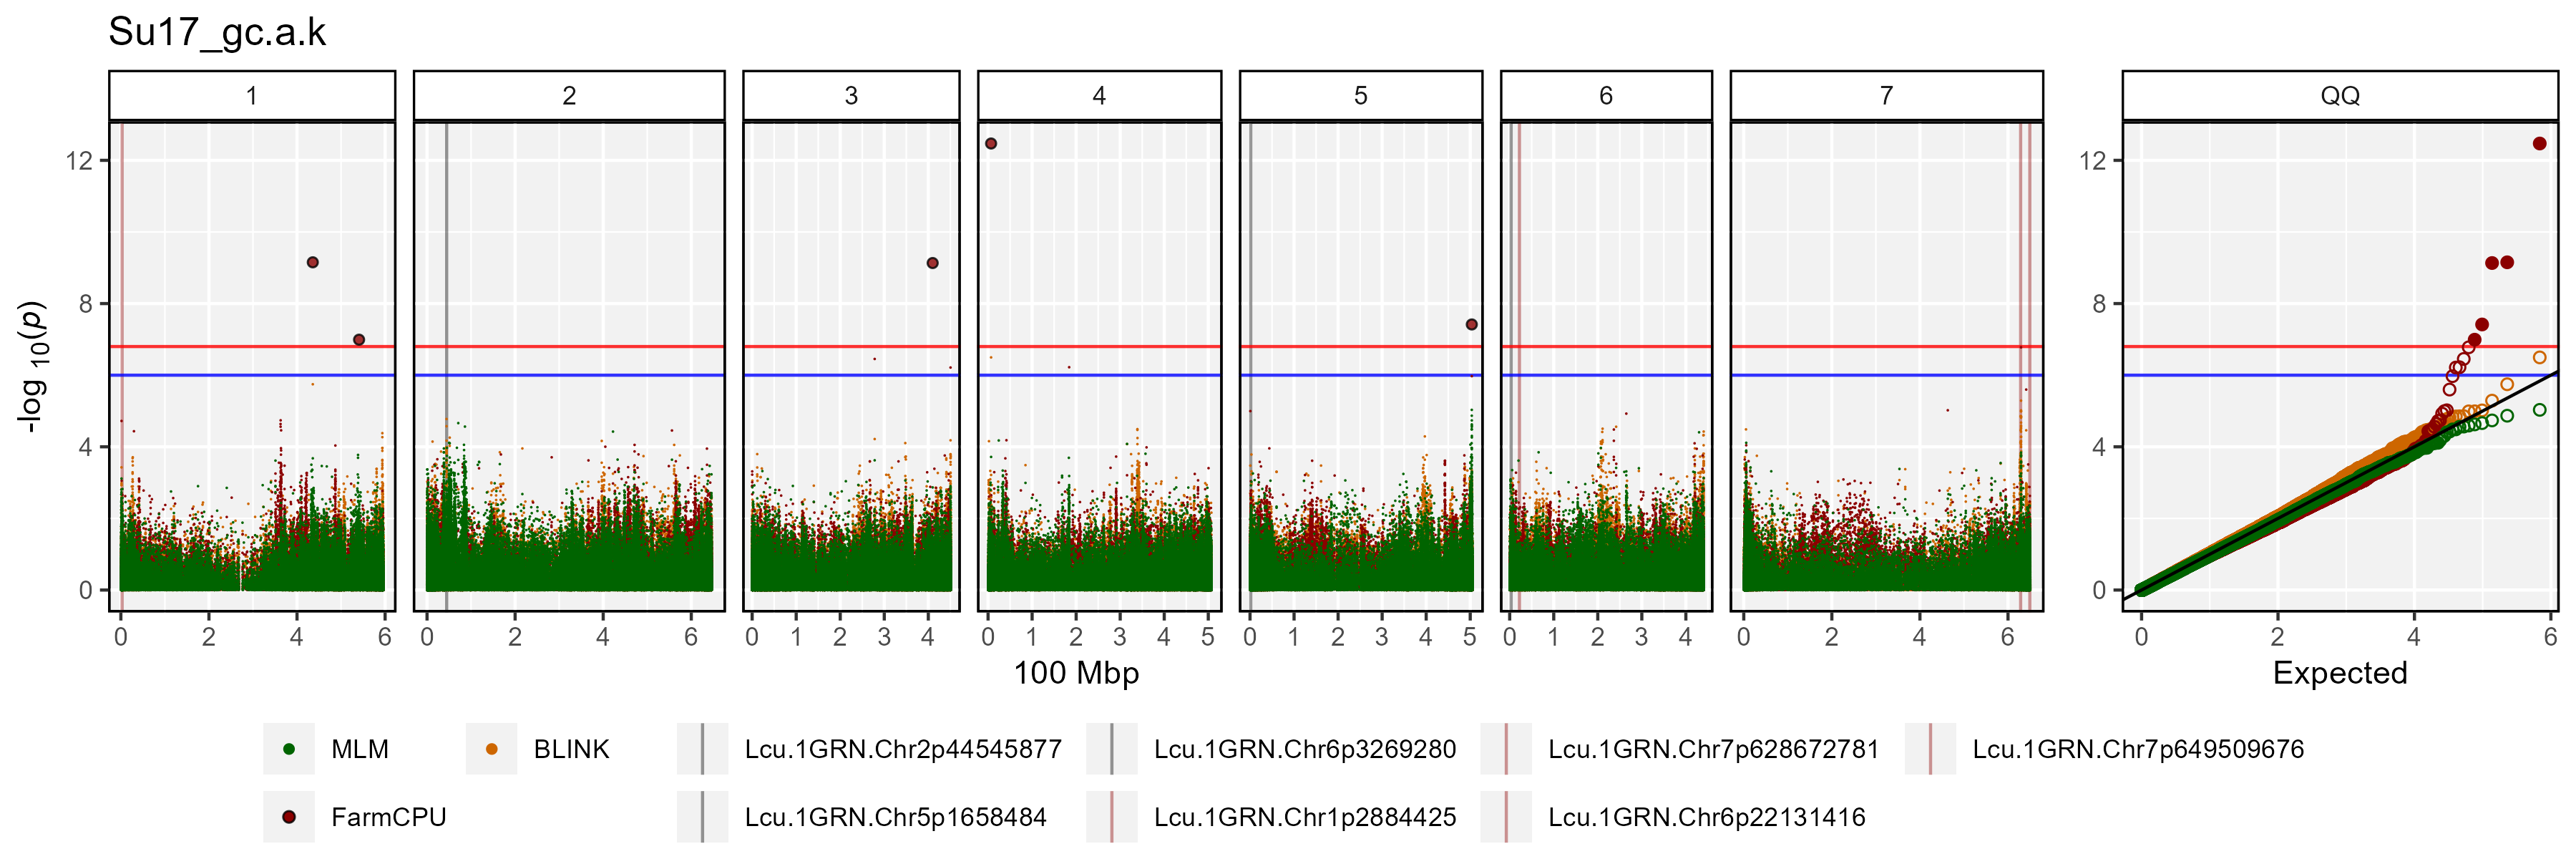 Su17_gc.a.k
1 2 3 4 5 6 7 QQ
12 12
8 8
4 4
0 0
-log 10(p)
0 2 4 6 0 2 4 6 0 1 2 3 4 0 1 2 3 4 5 0 1 2 3 4 5 0 1 2 3 4 0 2 4 6 0 2 4 6
100 Mbp Expected
MLM BLINK Lcu.1GRN.Chr2p44545877 Lcu.1GRN.Chr6p3269280 Lcu.1GRN.Chr7p628672781 Lcu.1GRN.Chr7p649509676
FarmCPU Lcu.1GRN.Chr5p1658484 Lcu.1GRN.Chr1p2884425 Lcu.1GRN.Chr6p22131416